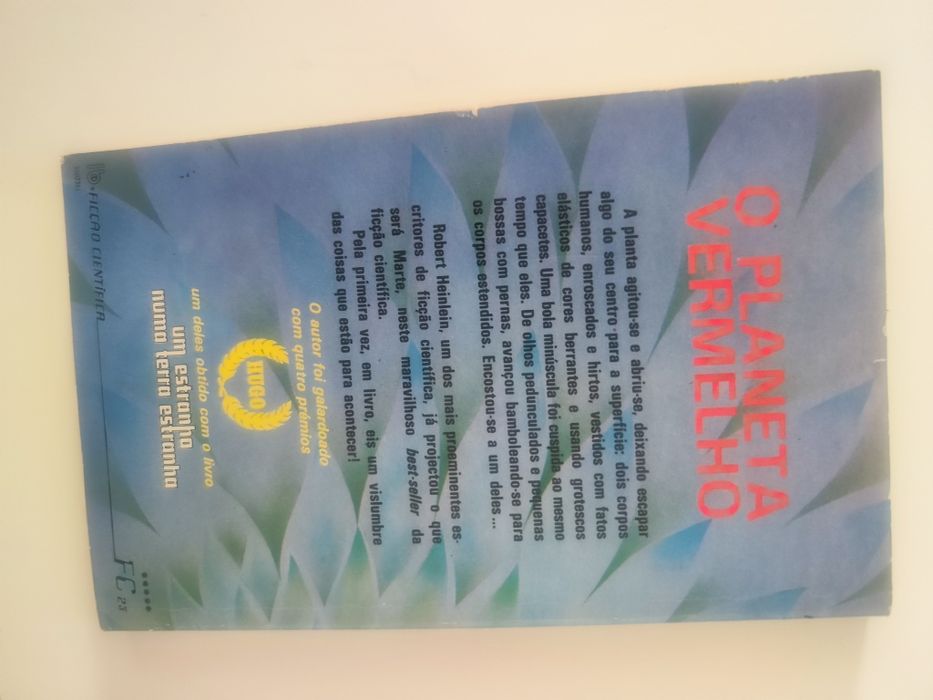 O PLANETA
VERMELHO
A planta agitou-se e abriu-se, deixando escapar
algo do seu centro para a superfície: dois corpos
humanos, enroscados e hirtos, vestidos com fatos
elásticos de cores berrantes e usando grotescos
capacetes. Uma bola minúscula foi cuspida ao mesmo
tempo que eles. De olhos pedunculados e pequenas
bossas com pernas, avançou bamboleando-se para
os corpos estendidos. Encostou-se a um deles...
Robert Heinlein, um dos mais proeminentes es-
critores de ficção científica, já projectou o que
será Marte, neste maravilhoso best-seller da
ficção científica.
Pela primeira vez, em livro, eis um vislumbre
das coisas que estão para acontecer!
O autor foi galardoado
com quatro prémios
HUGO
um deles obtido com o livro
um estranho
numa terra estranha
FICÇÃO CIENTÍFICA
FC 25